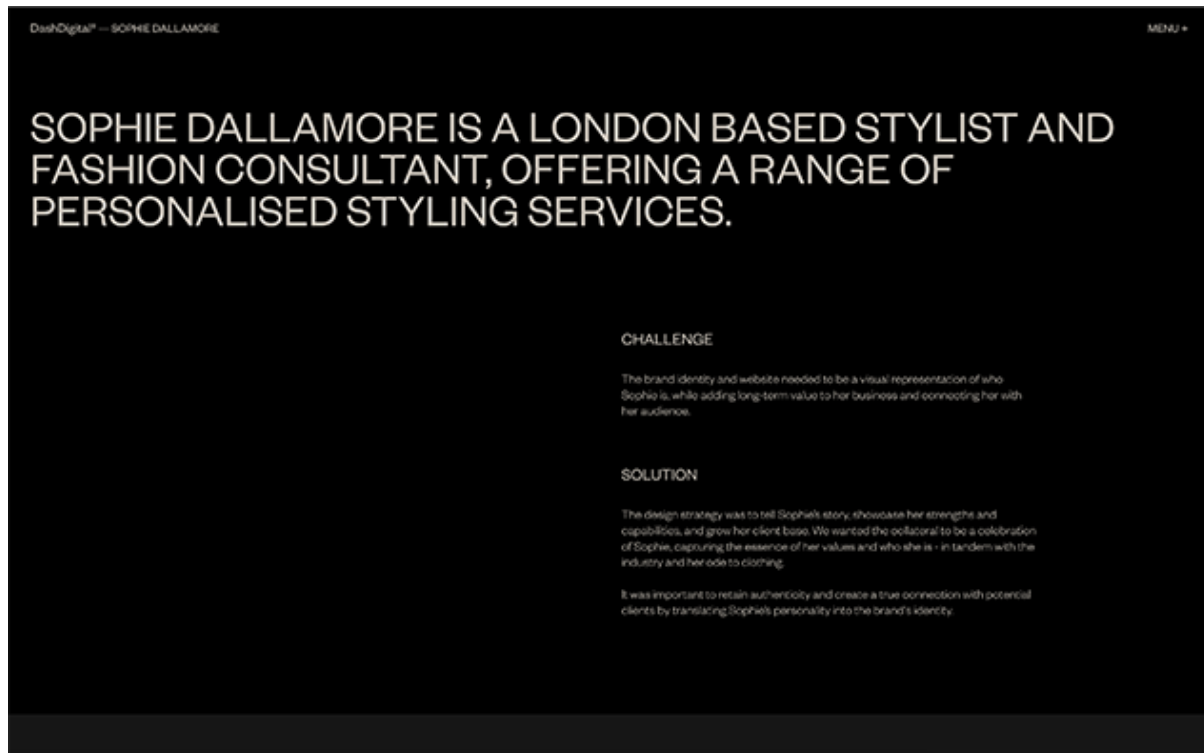 DashDigital® — SOPHIE DALLAMORE
MENU +
SOPHIE DALLAMORE IS A LONDON BASED STYLIST AND
FASHION CONSULTANT, OFFERING A RANGE OF
PERSONALISED STYLING SERVICES.
CHALLENGE
The brand identity and website needed to be a visual representation of who
Sophie is, while adding long-term value to her business and connecting her with
her audience.
SOLUTION
The design strategy was to tell Sophie's story, showcase her strengths and
capabilities, and grow her client base. We wanted the collateral to be a celebration
of Sophie, capturing the essence of her values and who she is - in tandem with the
industry and her ode to clothing.
It was important to retain authenticity and create a true connection with potential
clients by translating Sophie's personality into the brand's identity.